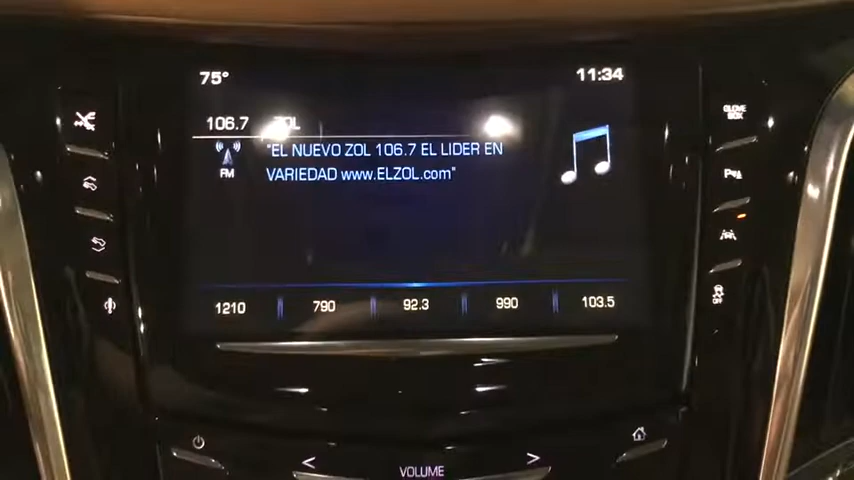 75° 11:34
106.7 ZOL
"EL NUEVO ZOL 106.7 EL LIDER EN
VARIEDAD www.ELZOL.com"
FM
1210 790 92.3 990 103.5
GLOVE
BOX
P
OFF
< VOLUME >